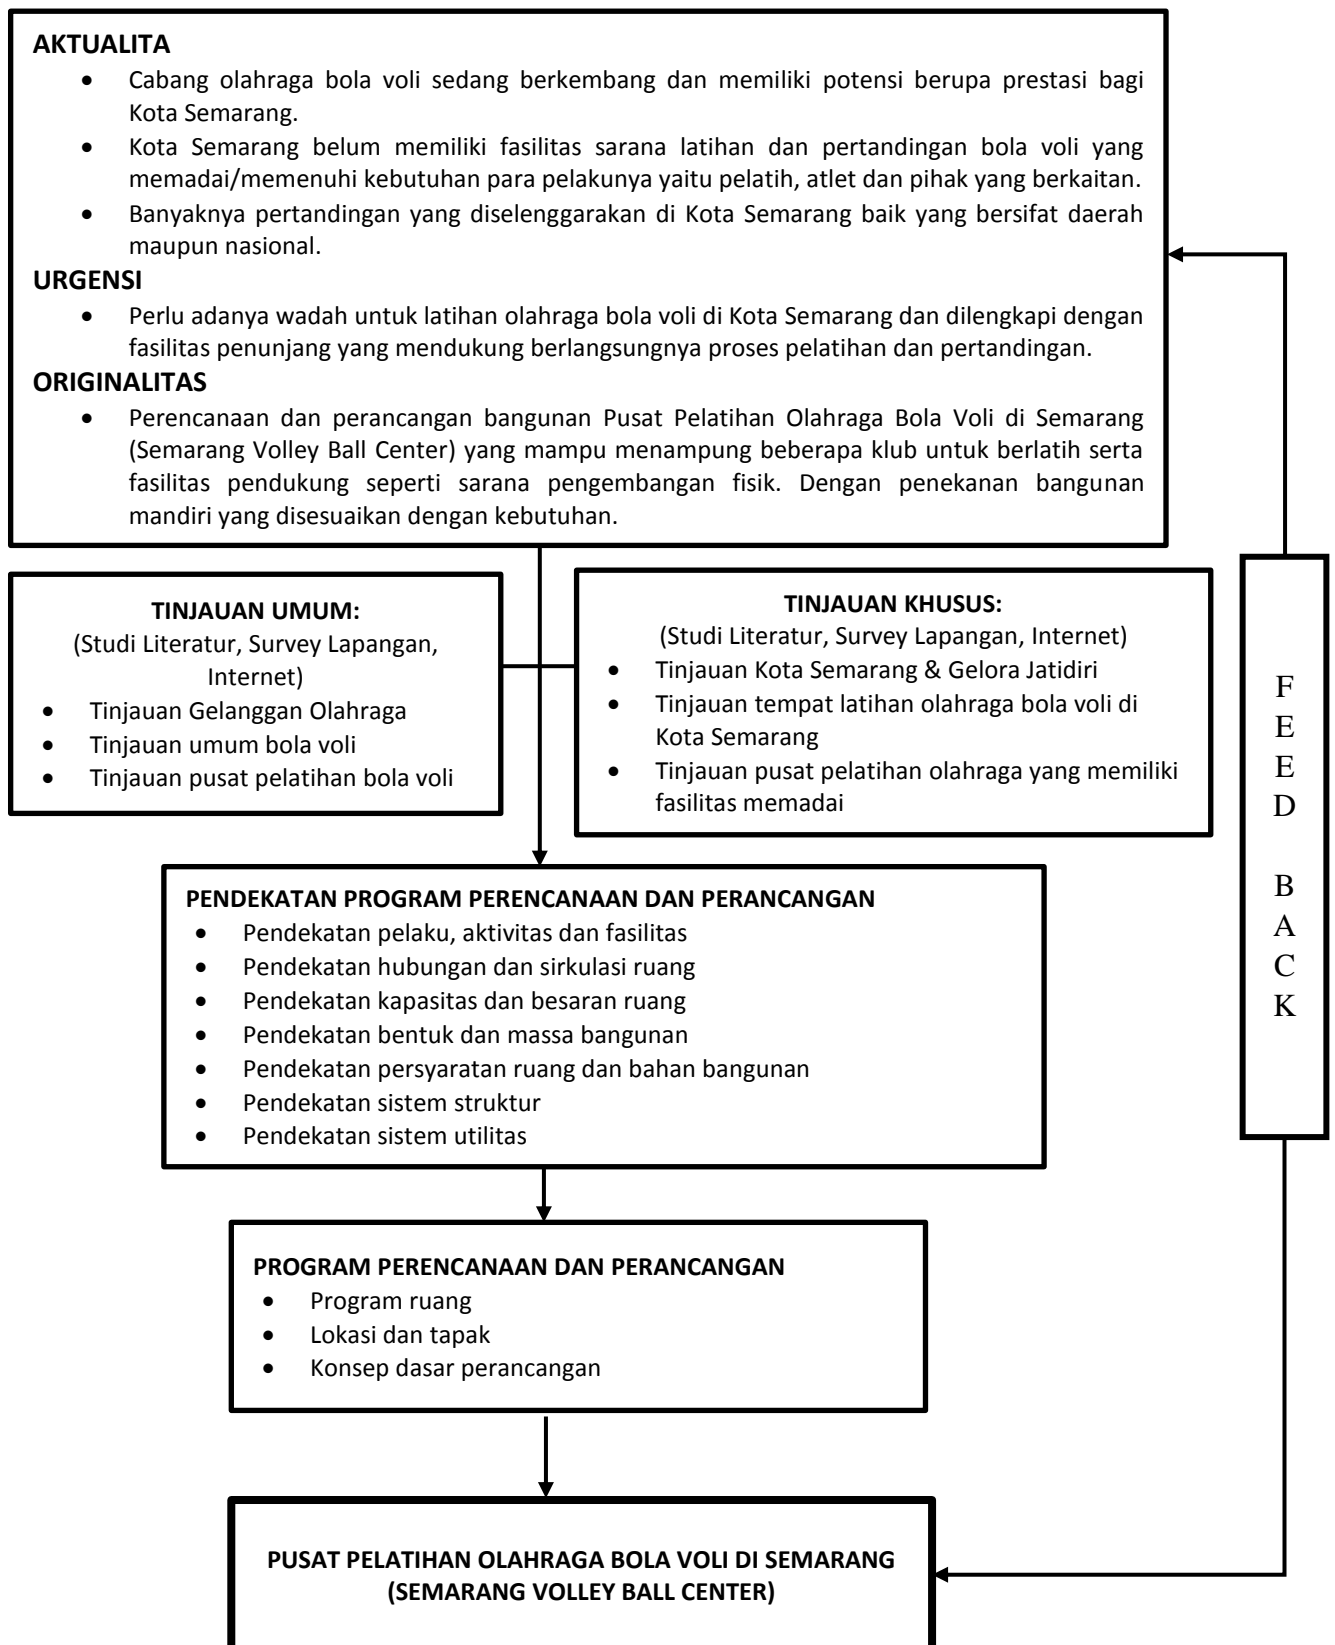 AKTUALITA
• Cabang olahraga bola voli sedang berkembang dan memiliki potensi berupa prestasi bagi
Kota Semarang.
• Kota Semarang belum memiliki fasilitas sarana latihan dan pertandingan bola voli yang
memadai/memenuhi kebutuhan para pelakunya yaitu pelatih, atlet dan pihak yang berkaitan.
• Banyaknya pertandingan yang diselenggarakan di Kota Semarang baik yang bersifat daerah
maupun nasional.
URGENSI
• Perlu adanya wadah untuk latihan olahraga bola voli di Kota Semarang dan dilengkapi dengan
fasilitas penunjang yang mendukung berlangsungnya proses pelatihan dan pertandingan.
ORIGINALITAS
• Perencanaan dan perancangan bangunan Pusat Pelatihan Olahraga Bola Voli di Semarang
(Semarang Volley Ball Center) yang mampu menampung beberapa klub untuk berlatih serta
fasilitas pendukung seperti sarana pengembangan fisik. Dengan penekanan bangunan
mandiri yang disesuaikan dengan kebutuhan.
TINJAUAN UMUM:
(Studi Literatur, Survey Lapangan,
Internet)
• Tinjauan Gelanggan Olahraga
• Tinjauan umum bola voli
• Tinjauan pusat pelatihan bola voli
TINJAUAN KHUSUS:
(Studi Literatur, Survey Lapangan, Internet)
• Tinjauan Kota Semarang & Gelora Jatidiri
• Tinjauan tempat latihan olahraga bola voli di
Kota Semarang
• Tinjauan pusat pelatihan olahraga yang memiliki
fasilitas memadai
F
E
E
D
B
A
C
K
PENDEKATAN PROGRAM PERENCANAAN DAN PERANCANGAN
• Pendekatan pelaku, aktivitas dan fasilitas
• Pendekatan hubungan dan sirkulasi ruang
• Pendekatan kapasitas dan besaran ruang
• Pendekatan bentuk dan massa bangunan
• Pendekatan persyaratan ruang dan bahan bangunan
• Pendekatan sistem struktur
• Pendekatan sistem utilitas
PROGRAM PERENCANAAN DAN PERANCANGAN
• Program ruang
• Lokasi dan tapak
• Konsep dasar perancangan
PUSAT PELATIHAN OLAHRAGA BOLA VOLI DI SEMARANG
(SEMARANG VOLLEY BALL CENTER)